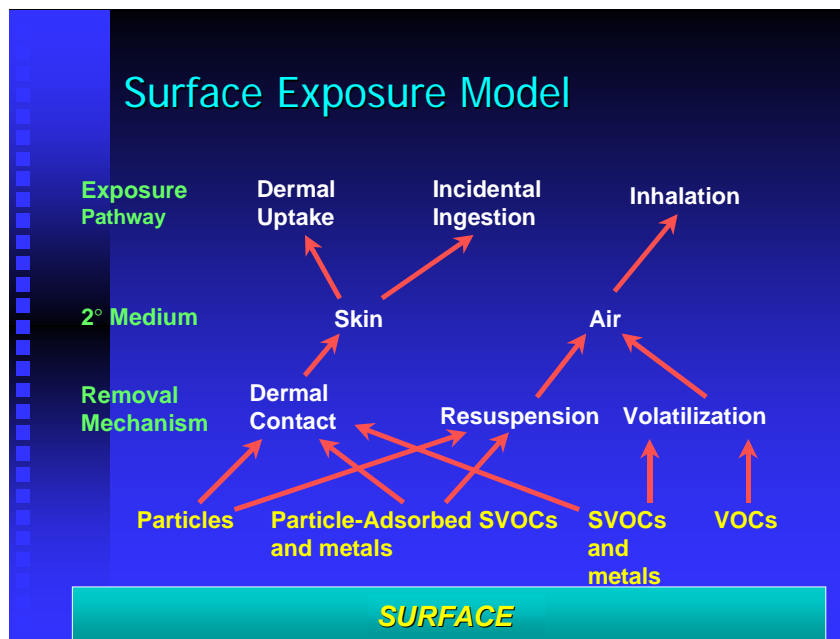 Surface Exposure Model
Exposure
Pathway
Dermal
Uptake
Incidental
Ingestion
Inhalation
2° Medium
Skin
Air
Removal
Mechanism
Dermal
Contact
Resuspension
Volatilization
Particles
Particle-Adsorbed SVOCs
and metals
SVOCs
and
metals
VOCs
SURFACE